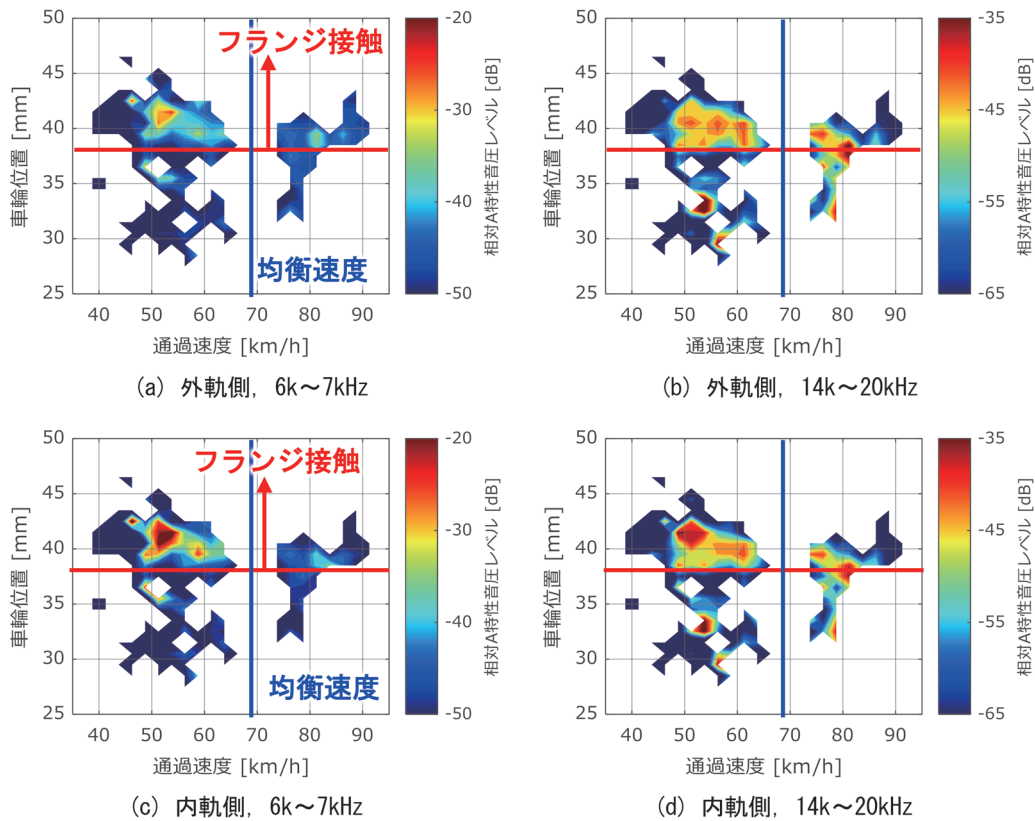 50
45
40
35
30
25
車輪位置 [mm]
フランジ接触
均衡速度
40 50 60 70 80 90
通過速度 [km/h]
-20
-30
-40
-50
相対A特性音圧レベル [dB]
(a) 外軌側, 6k～7kHz
50
45
40
35
30
25
車輪位置 [mm]
40 50 60 70 80 90
通過速度 [km/h]
-35
-45
-55
-65
相対A特性音圧レベル [dB]
(b) 外軌側, 14k～20kHz
50
45
40
35
30
25
車輪位置 [mm]
フランジ接触
均衡速度
40 50 60 70 80 90
通過速度 [km/h]
-20
-30
-40
-50
相対A特性音圧レベル [dB]
(c) 内軌側, 6k～7kHz
50
45
40
35
30
25
車輪位置 [mm]
40 50 60 70 80 90
通過速度 [km/h]
-35
-45
-55
-65
相対A特性音圧レベル [dB]
(d) 内軌側, 14k～20kHz